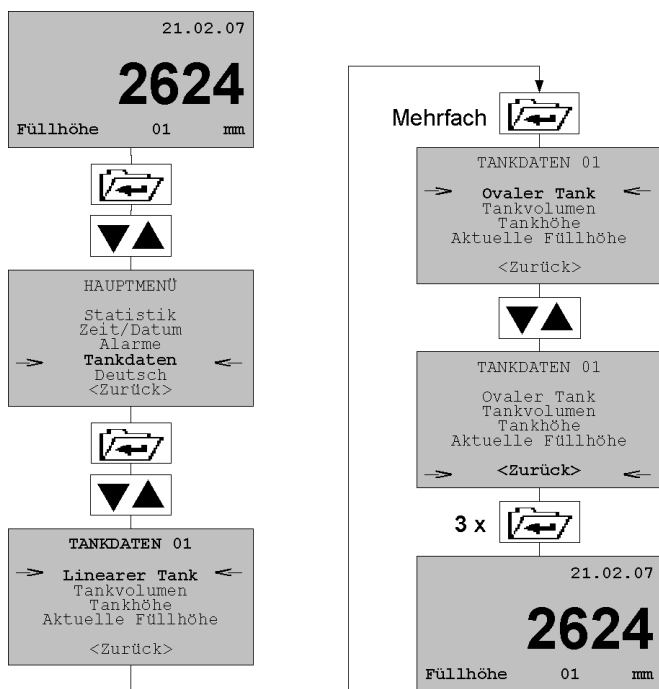 21.02.07
2624
Füllhöhe 01 mm
HAUPTMENÜ
Statistik
Zeit/Datum
Alarme
Tankdaten
Deutsch
<Zurück>
TANKDATEN 01
Linearer Tank
Tankvolumen
Tankhöhe
Aktuelle Füllhöhe
<Zurück>
Mehrfach
TANKDATEN 01
Ovaler Tank
Tankvolumen
Tankhöhe
Aktuelle Füllhöhe
<Zurück>
TANKDATEN 01
Ovaler Tank
Tankvolumen
Tankhöhe
Aktuelle Füllhöhe
<Zurück>
3 x
21.02.07
2624
Füllhöhe 01 mm